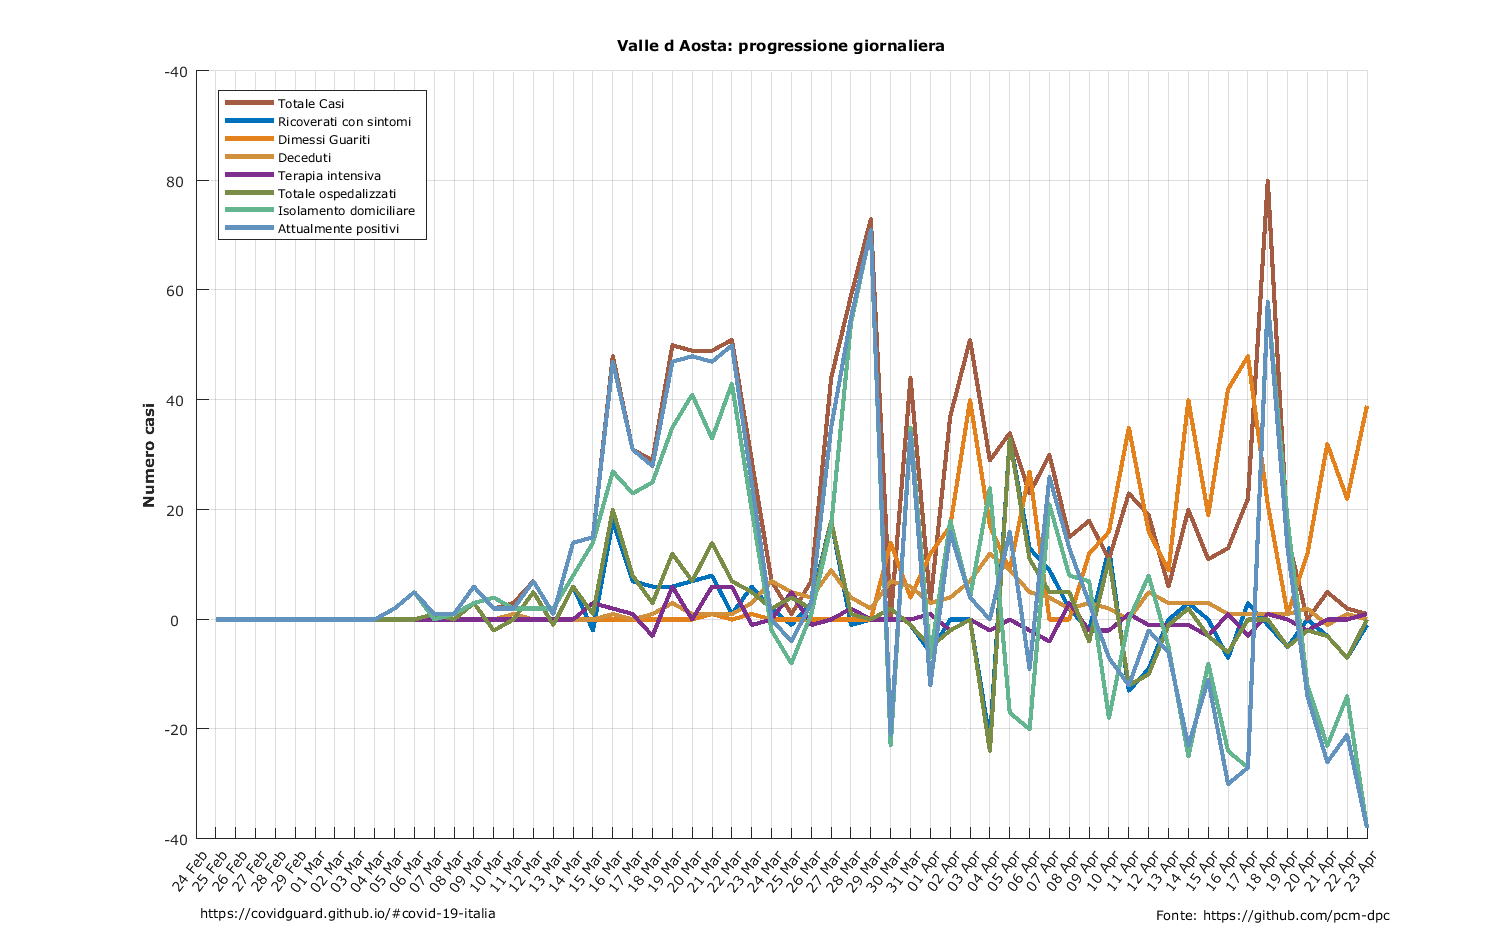 Valle d Aosta: progressione giornaliera
-40
80
60
40
20
0
-20
-40
Numero casi
Totale Casi
Ricoverati con sintomi
Dimessi Guariti
Deceduti
Terapia intensiva
Totale ospedalizzati
Isolamento domiciliare
Attualmente positivi
24 Feb
25 Feb
26 Feb
27 Feb
28 Feb
29 Feb
01 Mar
02 Mar
03 Mar
04 Mar
05 Mar
06 Mar
07 Mar
08 Mar
09 Mar
10 Mar
11 Mar
12 Mar
13 Mar
14 Mar
15 Mar
16 Mar
17 Mar
18 Mar
19 Mar
20 Mar
21 Mar
22 Mar
23 Mar
24 Mar
25 Mar
26 Mar
27 Mar
28 Mar
29 Mar
30 Mar
31 Mar
01 Apr
02 Apr
03 Apr
04 Apr
05 Apr
06 Apr
07 Apr
08 Apr
09 Apr
10 Apr
11 Apr
12 Apr
13 Apr
14 Apr
15 Apr
16 Apr
17 Apr
18 Apr
19 Apr
20 Apr
21 Apr
22 Apr
23 Apr
https://covidguard.github.io/#covid-19-italia
Fonte: https://github.com/pcm-dpc